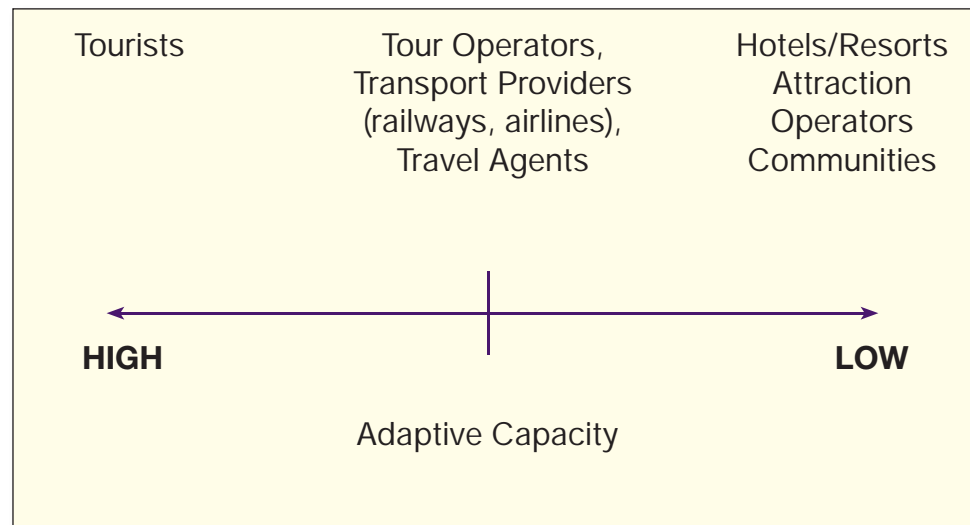 Tourists
Tour Operators,
Transport Providers
(railways, airlines),
Travel Agents
Hotels/Resorts
Attraction
Operators
Communities
HIGH
LOW
Adaptive Capacity